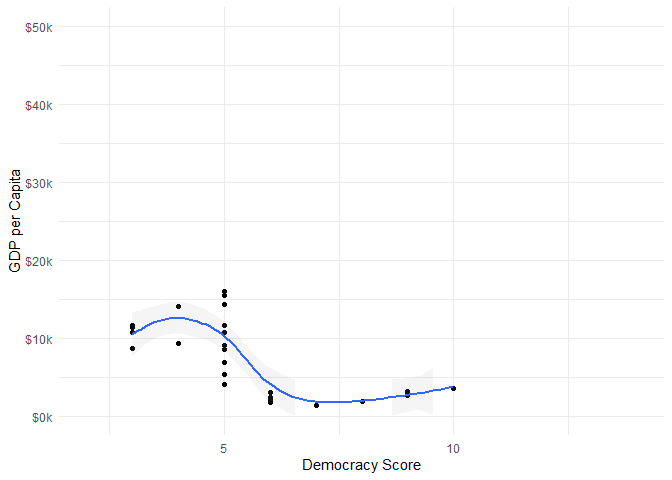 $50k
$40k
$30k
$20k
$10k
$0k
GDP per Capita
5 10
Democracy Score